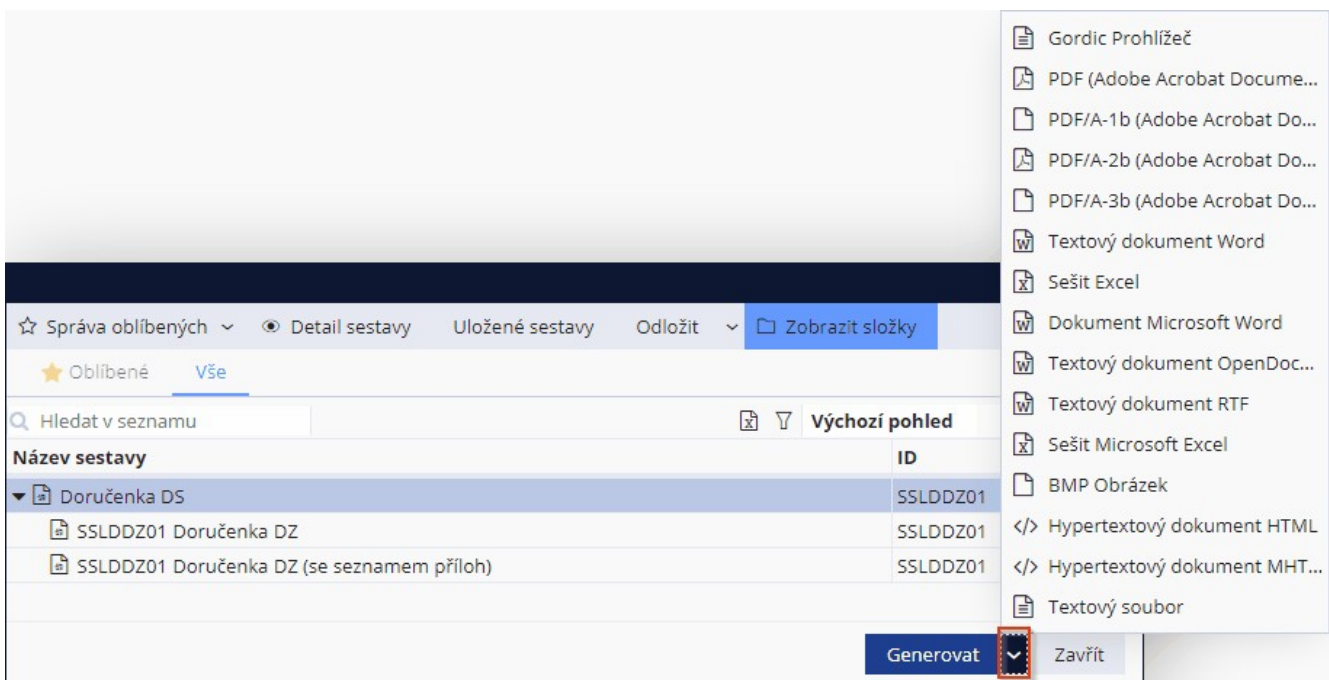 Gordic Prohlížeč
PDF (Adobe Acrobat Docume...
PDF/A-1b (Adobe Acrobat Do...
PDF/A-2b (Adobe Acrobat Do...
PDF/A-3b (Adobe Acrobat Do...
Textový dokument Word
Sešit Excel
Dokument Microsoft Word
Textový dokument OpenDoc...
Textový dokument RTF
Sešit Microsoft Excel
BMP Obrázek
Hypertextový dokument HTML
Hypertextový dokument MHT...
Textový soubor
Správa oblíbených Detail sestavy Uložené sestavy Odložit Zobrazit složky
Oblíbené Vše
Hledat v seznamu Výchozí pohled
Název sestavy ID
Doručenka DS SSLDDZ01
SSLDDZ01 Doručenka DZ SSLDDZ01
SSLDDZ01 Doručenka DZ (se seznamem příloh) SSLDDZ01
Generovat Zavřít